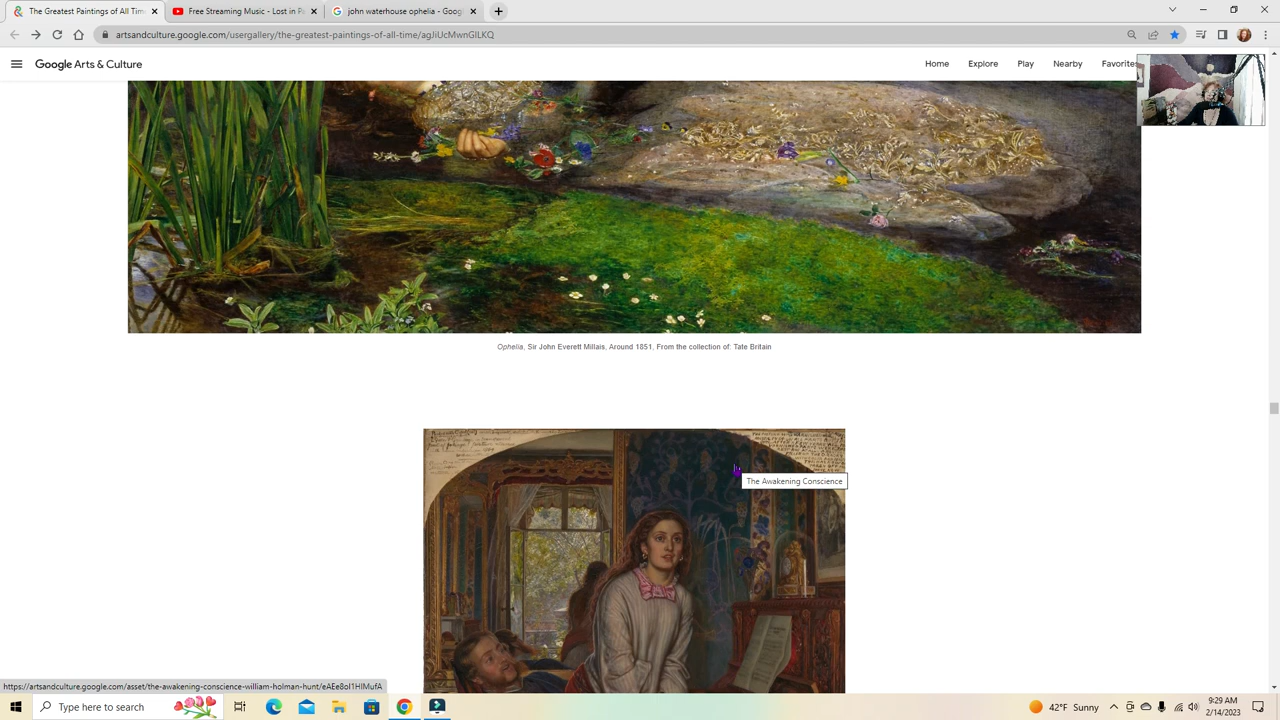 The Greatest Paintings of All Tim
Free Streaming Music - Lost in P
john waterhouse ophelia - Goog
artsandculture.google.com/usergallery/the-greatest-paintings-of-all-time/agJiUcMwnGILKQ
Google Arts & Culture
Home
Explore
Play
Nearby
Favorites
Ophelia, Sir John Everett Millais, Around 1851, From the collection of: Tate Britain
The Awakening Conscience
https://artsandculture.google.com/asset/the-awakening-conscience-william-holman-hunt/eAEe8oI1HIMufA
Type here to search
42°F Sunny
9:29 AM
2/14/2023